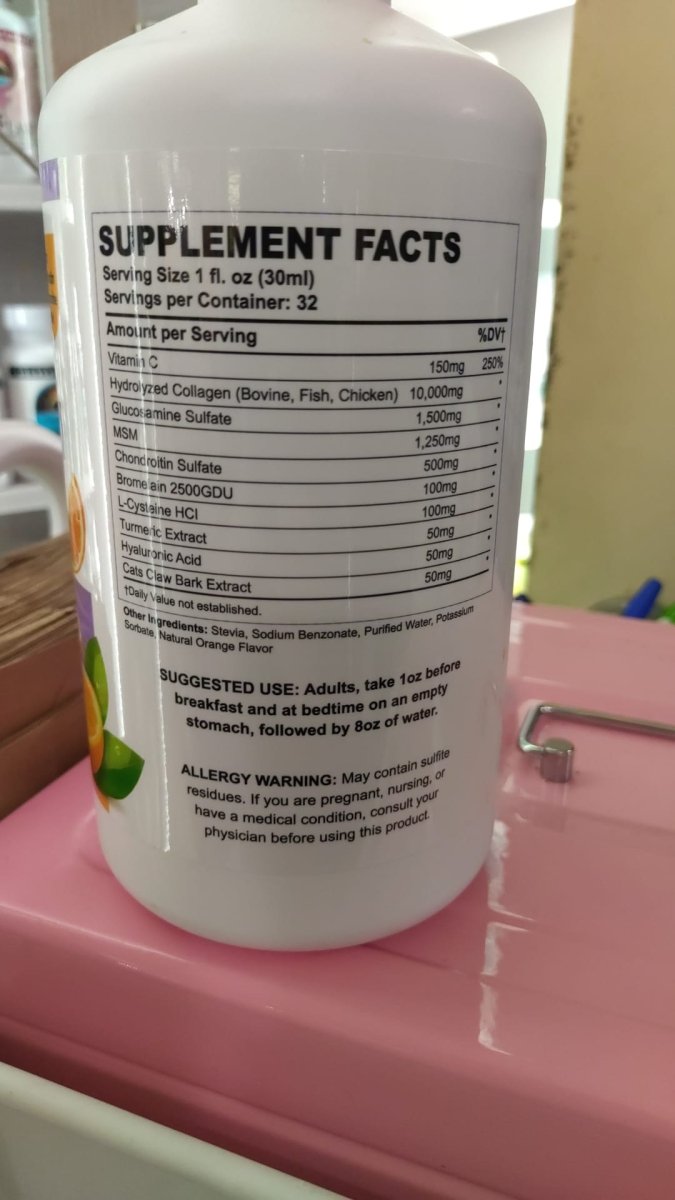 SUPPLEMENT FACTS
Serving Size 1 fl. oz (30ml)
Servings per Container: 32
Amount per Serving %DV†
Vitamin C 150mg 250%
Hydrolyzed Collagen (Bovine, Fish, Chicken) 10,000mg *
Glucosamine Sulfate 1,500mg *
MSM 1,250mg *
Chondroitin Sulfate 500mg *
Bromelain 2500GDU 100mg *
L-Cysteine HCl 100mg *
Turmeric Extract 50mg *
Hyaluronic Acid 50mg *
Cats Claw Bark Extract 50mg
†Daily Value not established.
Other Ingredients: Stevia, Sodium Benzonate, Purified Water, Potassium
Sorbate, Natural Orange Flavor
SUGGESTED USE: Adults, take 1oz before
breakfast and at bedtime on an empty
stomach, followed by 8oz of water.
ALLERGY WARNING: May contain sulfite
residues. If you are pregnant, nursing, or
have a medical condition, consult your
physician before using this product.